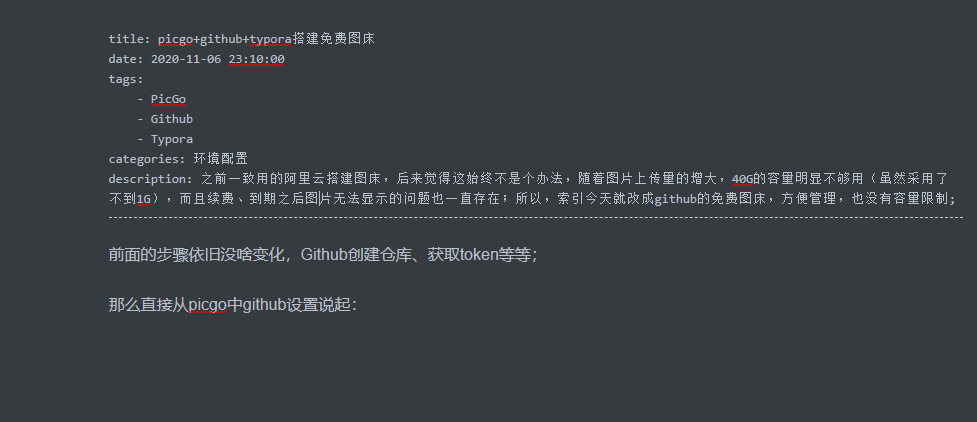 title: picgo+github+typora搭建免费图床
date: 2020-11-06 23:10:00
tags:
- PicGo
- Github
- Typora
categories: 环境配置
description: 之前一致用的阿里云搭建图床，后来觉得这始终不是个办法，随着图片上传量的增大，40G的容量明显不够用（虽然采用了
不到1G），而且续费、到期之后图片无法显示的问题也一直存在；所以，索引今天就改成github的免费图床，方便管理，也没有容量限制；
前面的步骤依旧没啥变化，Github创建仓库、获取token等等；
那么直接从picgo中github设置说起：